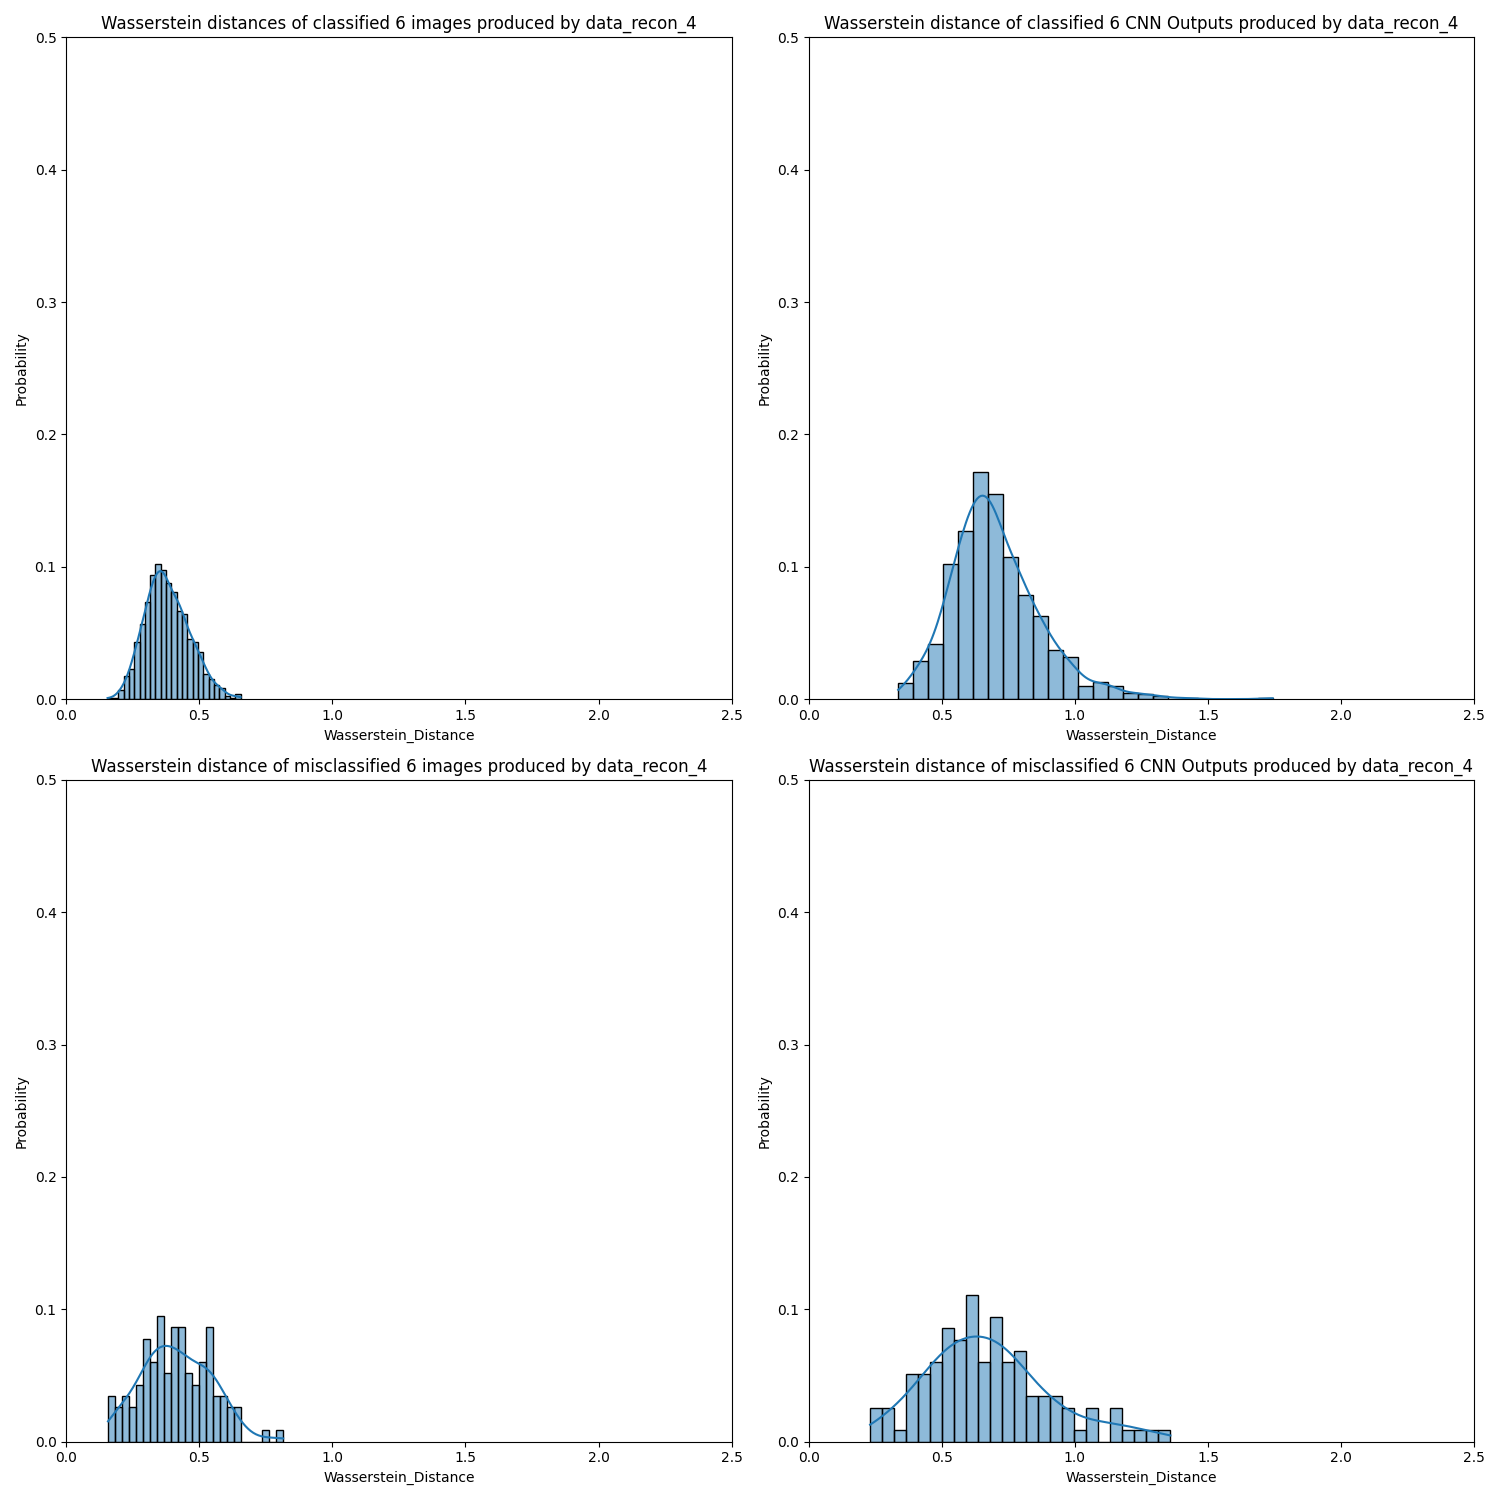 Wasserstein distances of classified 6 images produced by data_recon_4
0.5
0.4
0.3
0.2
0.1
0.0
Probability
0.0 0.5 1.0 1.5 2.0 2.5
Wasserstein_Distance
Wasserstein distance of classified 6 CNN Outputs produced by data_recon_4
0.5
0.4
0.3
0.2
0.1
0.0
Probability
0.0 0.5 1.0 1.5 2.0 2.5
Wasserstein_Distance
Wasserstein distance of misclassified 6 images produced by data_recon_4
0.5
0.4
0.3
0.2
0.1
0.0
Probability
0.0 0.5 1.0 1.5 2.0 2.5
Wasserstein_Distance
Wasserstein distance of misclassified 6 CNN Outputs produced by data_recon_4
0.5
0.4
0.3
0.2
0.1
0.0
Probability
0.0 0.5 1.0 1.5 2.0 2.5
Wasserstein_Distance